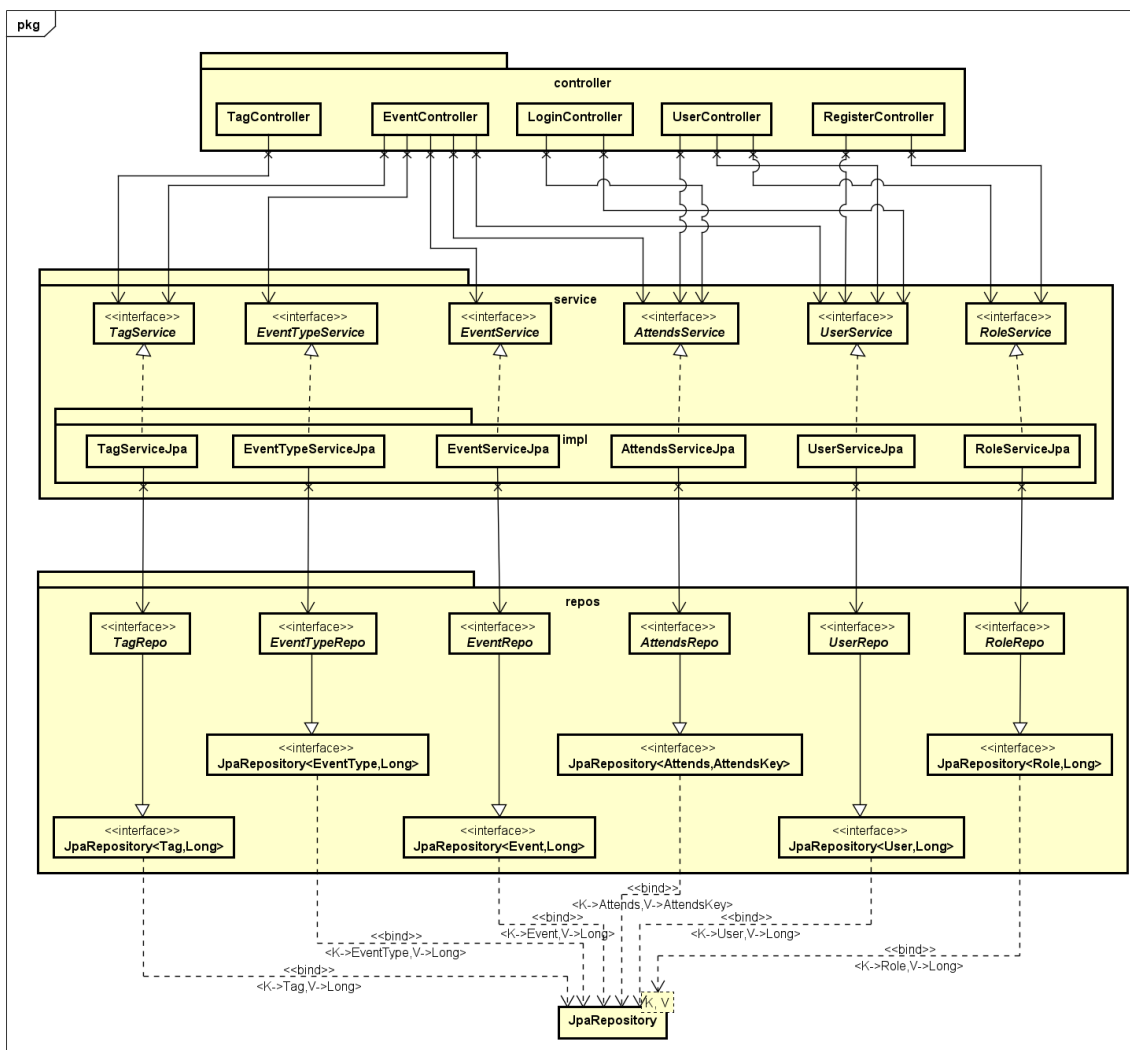 pkg
controller
TagController
EventController
LoginController
UserController
RegisterController
service
<<interface>>
TagService
<<interface>>
EventTypeService
<<interface>>
EventService
<<interface>>
AttendsService
<<interface>>
UserService
<<interface>>
RoleService
impl
TagServiceJpa
EventTypeServiceJpa
EventServiceJpa
AttendsServiceJpa
UserServiceJpa
RoleServiceJpa
repos
<<interface>>
TagRepo
<<interface>>
EventTypeRepo
<<interface>>
EventRepo
<<interface>>
AttendsRepo
<<interface>>
UserRepo
<<interface>>
RoleRepo
<<interface>>
JpaRepository<EventType,Long>
<<interface>>
JpaRepository<Attends,AttendsKey>
<<interface>>
JpaRepository<Role,Long>
<<interface>>
JpaRepository<Tag,Long>
<<interface>>
JpaRepository<Event,Long>
<<interface>>
JpaRepository<User,Long>
<<bind>>
<K->Attends,V->AttendsKey>
<<bind>>
<K->Event,V->Long>
<<bind>>
<K->User,V->Long>
<<bind>>
<K->EventType,V->Long>
<<bind>>
<K->Role,V->Long>
<<bind>>
<K->Tag,V->Long>
K, V
JpaRepository